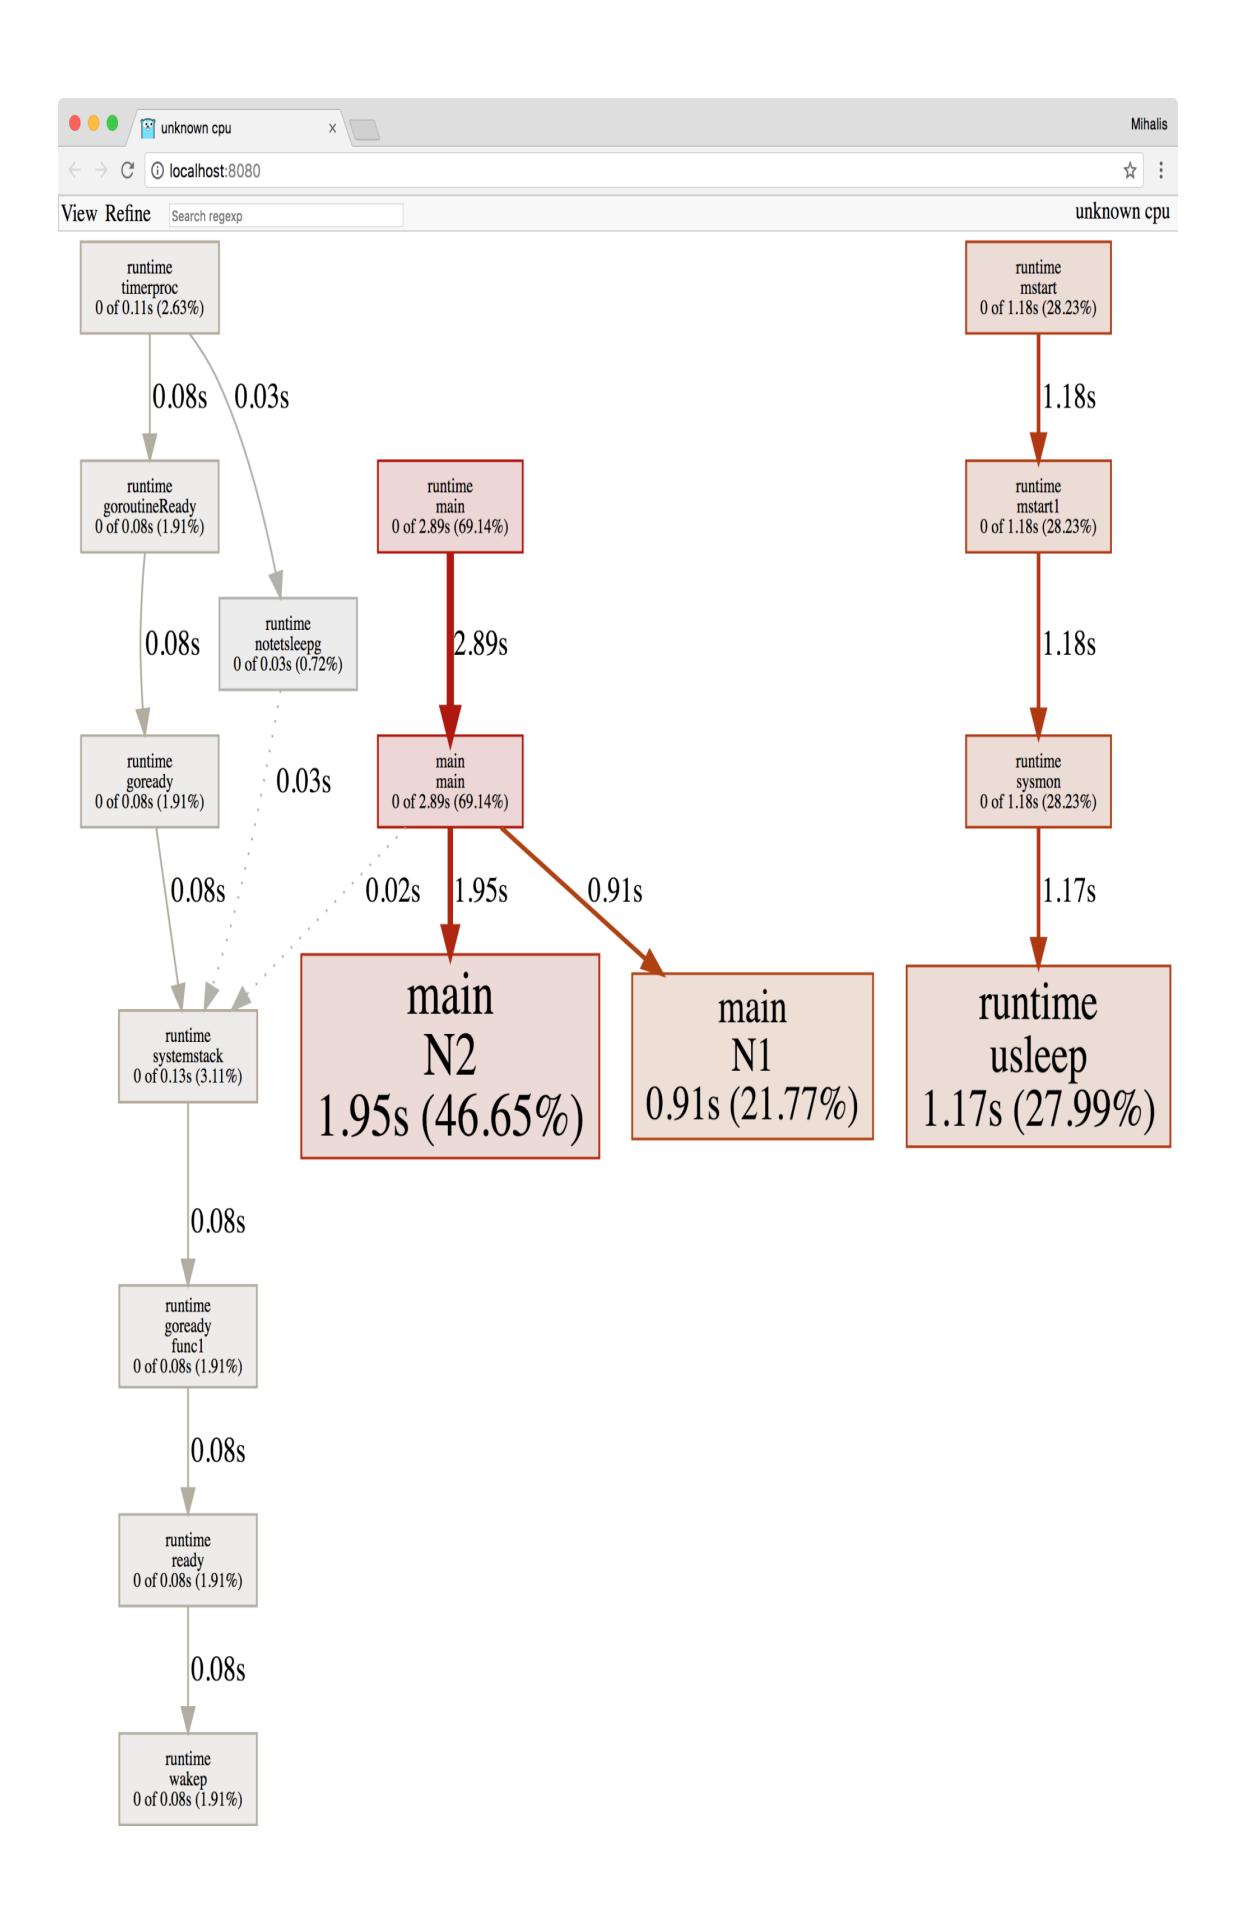 unknown cpu
Mihalis
localhost:8080
View Refine
Search regexp
unknown cpu
runtime
timerproc
0 of 0.11s (2.63%)
runtime
mstart
0 of 1.18s (28.23%)
0.08s
0.03s
1.18s
runtime
goroutineReady
0 of 0.08s (1.91%)
runtime
main
0 of 2.89s (69.14%)
runtime
mstart1
0 of 1.18s (28.23%)
0.08s
runtime
notetsleepg
0 of 0.03s (0.72%)
2.89s
1.18s
runtime
goready
0 of 0.08s (1.91%)
0.03s
main
main
0 of 2.89s (69.14%)
runtime
sysmon
0 of 1.18s (28.23%)
0.08s
0.02s
1.95s
0.91s
1.17s
runtime
systemstack
0 of 0.13s (3.11%)
main
N2
1.95s (46.65%)
main
N1
0.91s (21.77%)
runtime
usleep
1.17s (27.99%)
0.08s
runtime
goready
func1
0 of 0.08s (1.91%)
0.08s
runtime
ready
0 of 0.08s (1.91%)
0.08s
runtime
wakep
0 of 0.08s (1.91%)